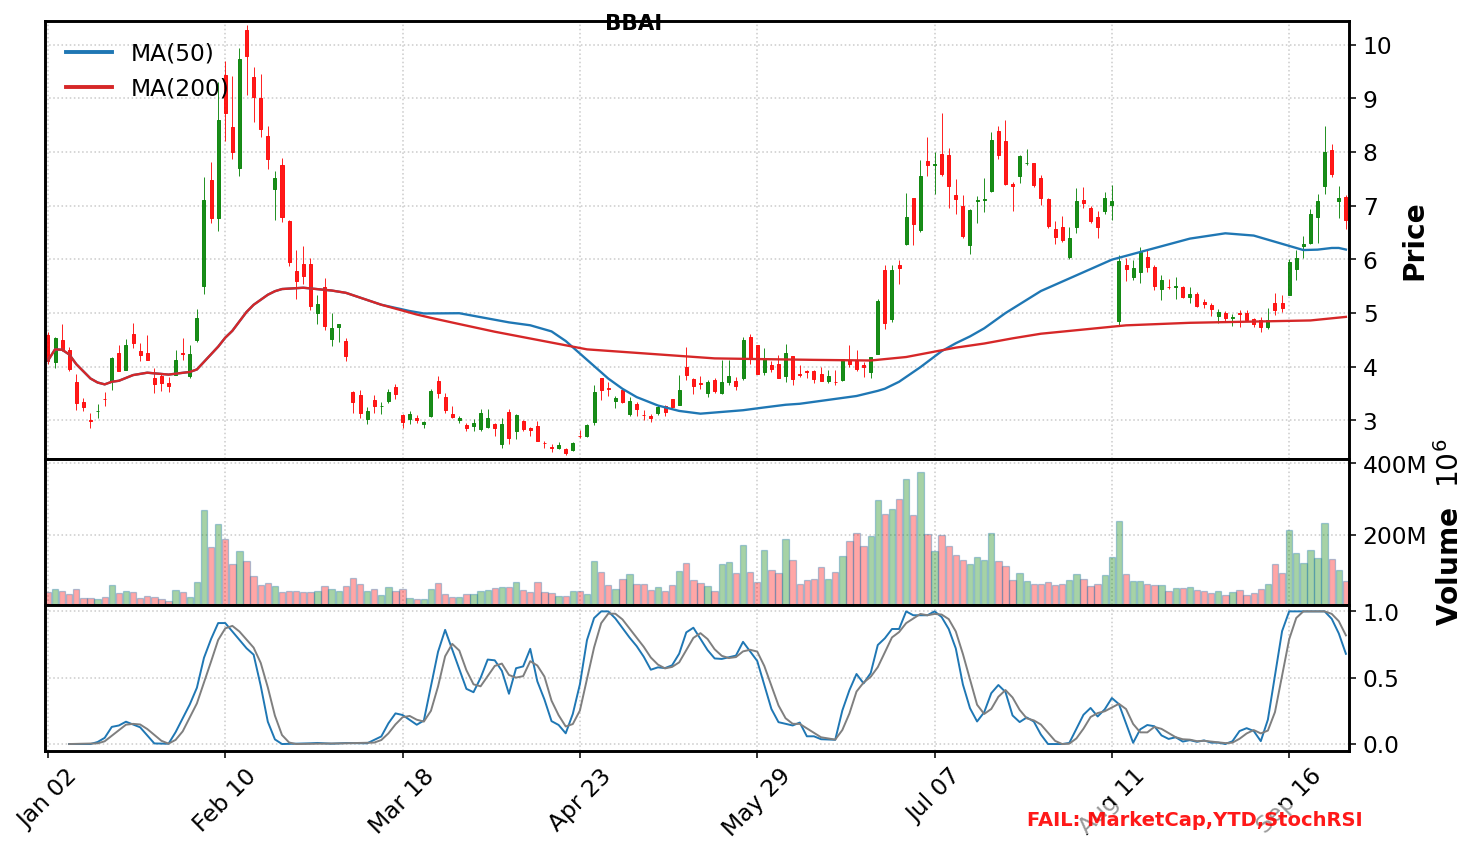 BBAI
MA(50)
MA(200)
10
9
8
7
6
5
4
3
Price
400M
200M
Volume 10^6
1.0
0.5
0.0
Jan 02
Feb 10
Mar 18
Apr 23
May 29
Jul 07
Aug 11
Sep 16
FAIL: MarketCap,YTD,StochRSI